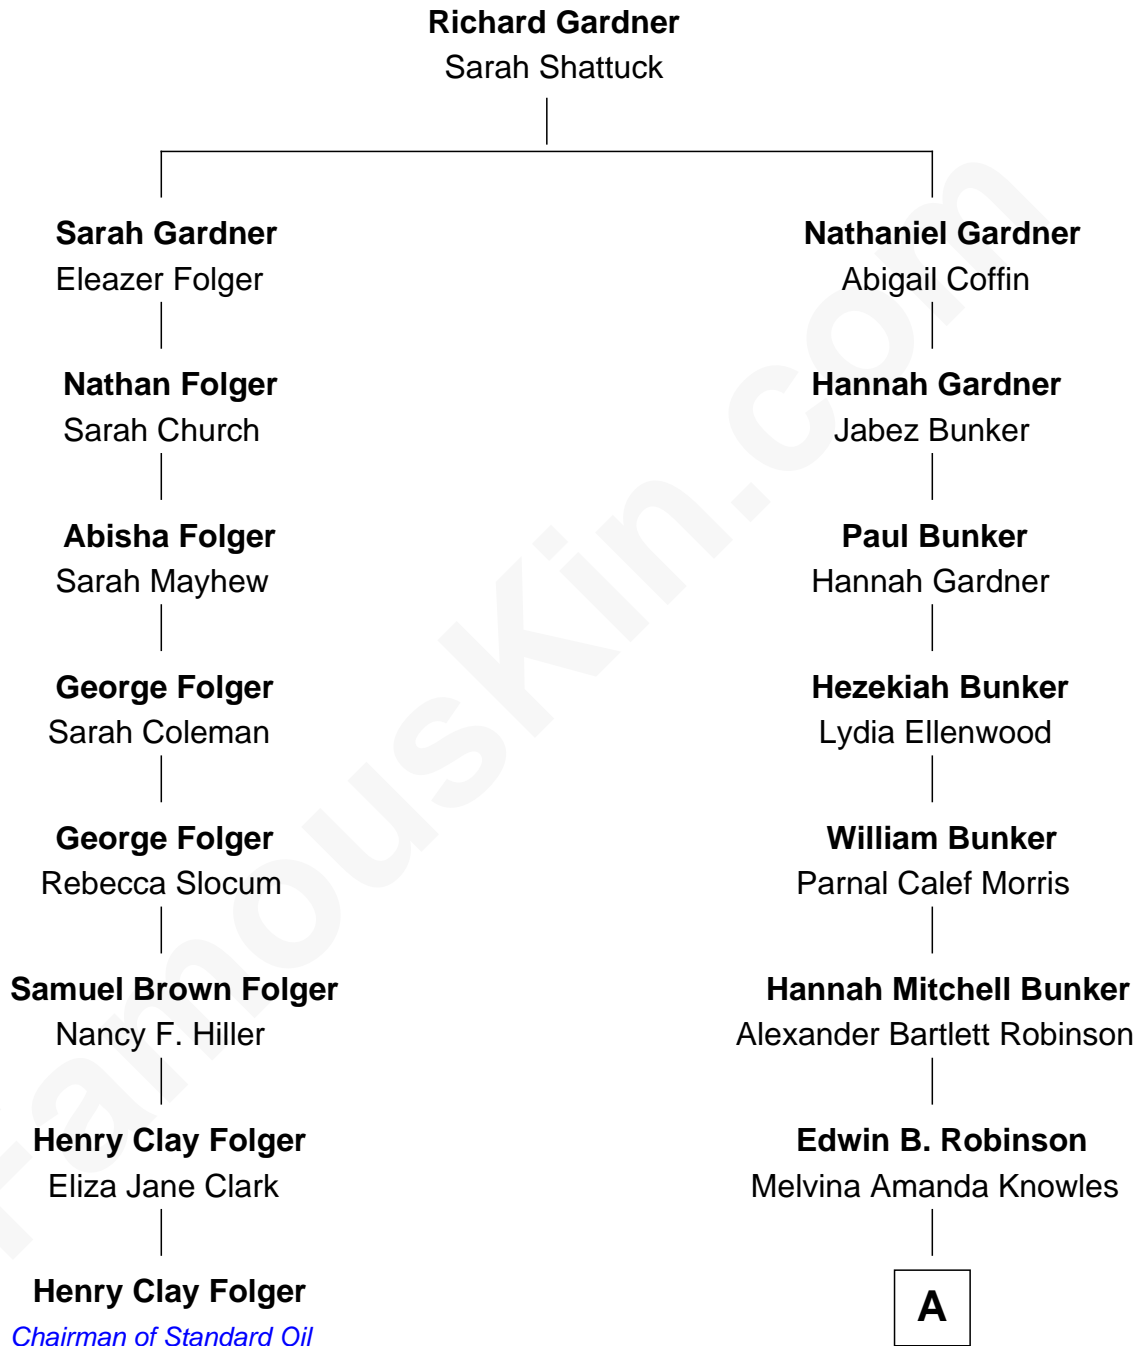 Richard Gardner
Sarah Shattuck
Sarah Gardner
Eleazer Folger
Nathan Folger
Sarah Church
Abisha Folger
Sarah Mayhew
George Folger
Sarah Coleman
George Folger
Rebecca Slocum
Samuel Brown Folger
Nancy F. Hiller
Henry Clay Folger
Eliza Jane Clark
Henry Clay Folger
Chairman of Standard Oil
Nathaniel Gardner
Abigail Coffin
Hannah Gardner
Jabez Bunker
Paul Bunker
Hannah Gardner
Hezekiah Bunker
Lydia Ellenwood
William Bunker
Parnal Calef Morris
Hannah Mitchell Bunker
Alexander Bartlett Robinson
Edwin B. Robinson
Melvina Amanda Knowles
A
FamousKin.com